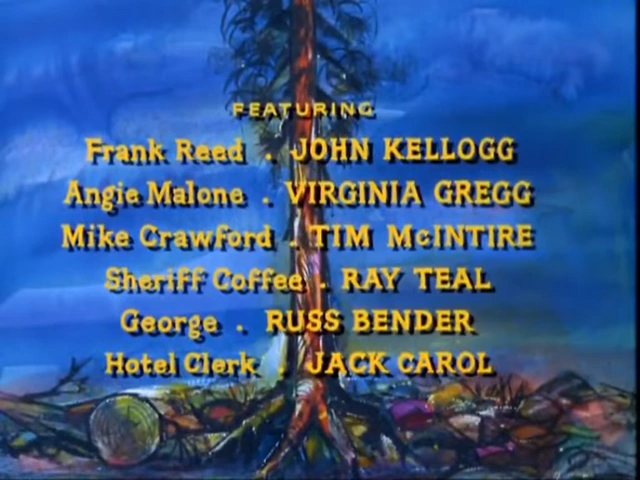 FEATURING
Frank Reed . JOHN KELLOGG
Angie Malone . VIRGINIA GREGG
Mike Crawford . TIM McINTIRE
Sheriff Coffee . RAY TEAL
George . RUSS BENDER
Hotel Clerk . JACK CAROL